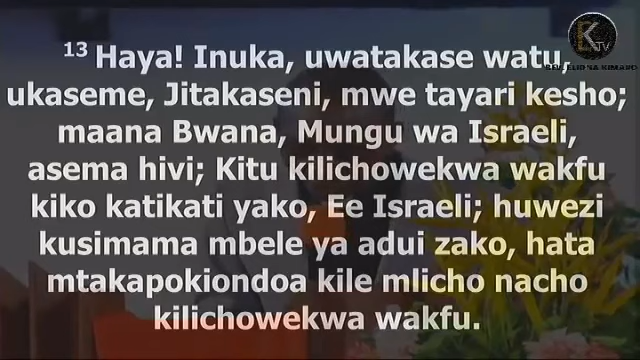 13 Haya! Inuka, uwatakase watu,
ukaseme, Jitakaseni, mwe tayari kesho;
maana Bwana, Mungu wa Israeli,
asema hivi; Kitu kilichowekwa wakfu
kiko katikati yako, Ee Israeli; huwezi
kusimama mbele ya adui zako, hata
mtakapokiondoa kile mlicho nacho
kilichowekwa wakfu.
TV